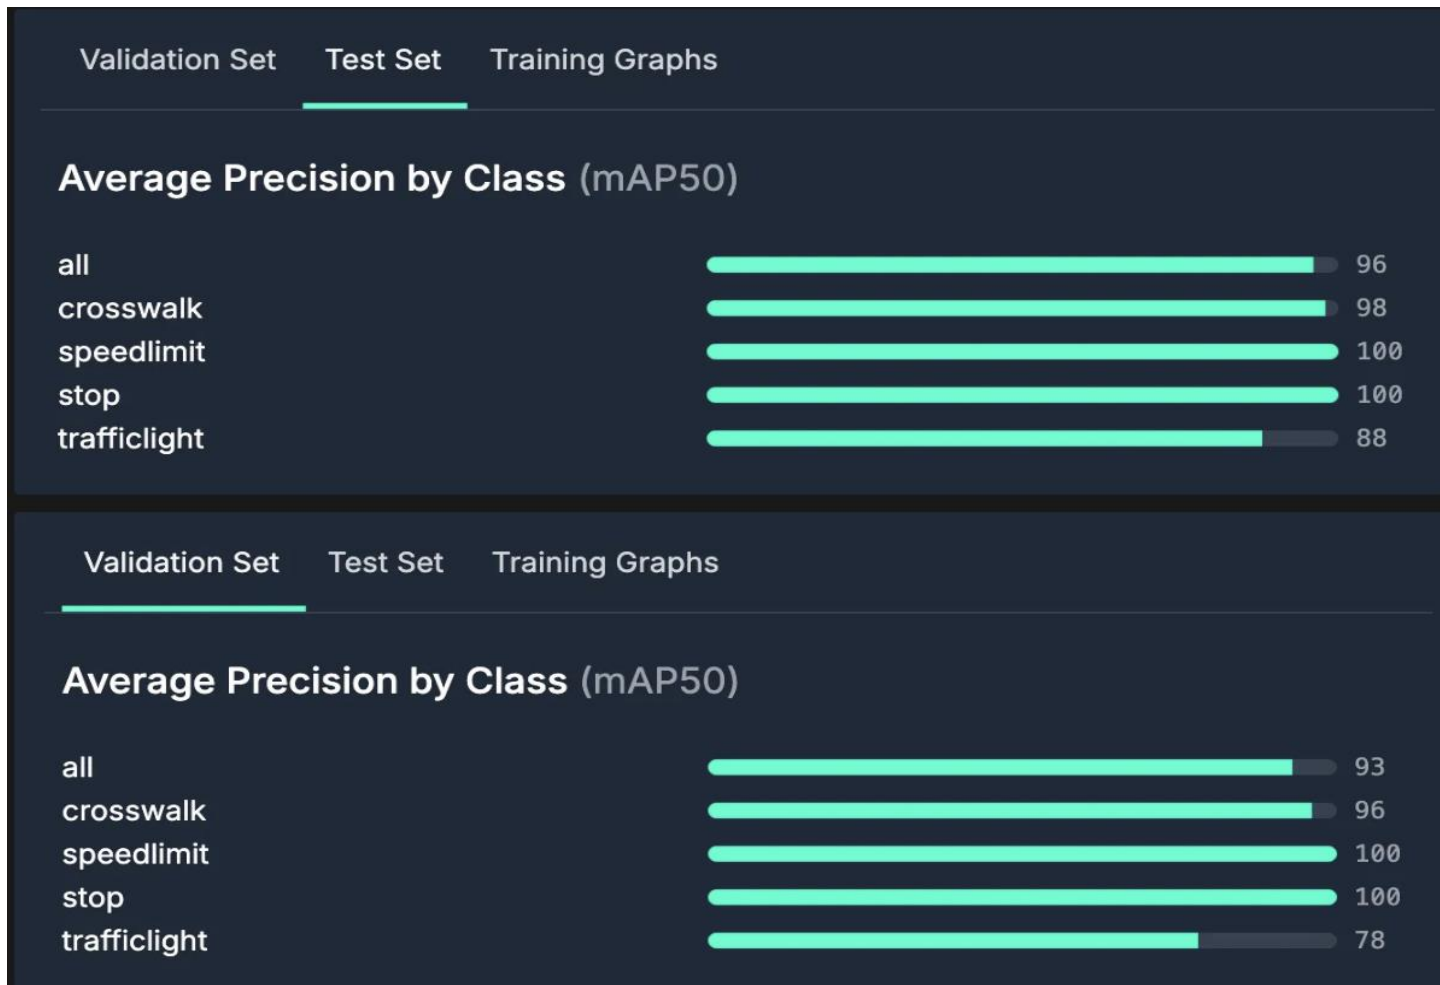 Validation Set Test Set Training Graphs
Average Precision by Class (mAP50)
all 96
crosswalk 98
speedlimit 100
stop 100
trafficlight 88
Validation Set Test Set Training Graphs
Average Precision by Class (mAP50)
all 93
crosswalk 96
speedlimit 100
stop 100
trafficlight 78